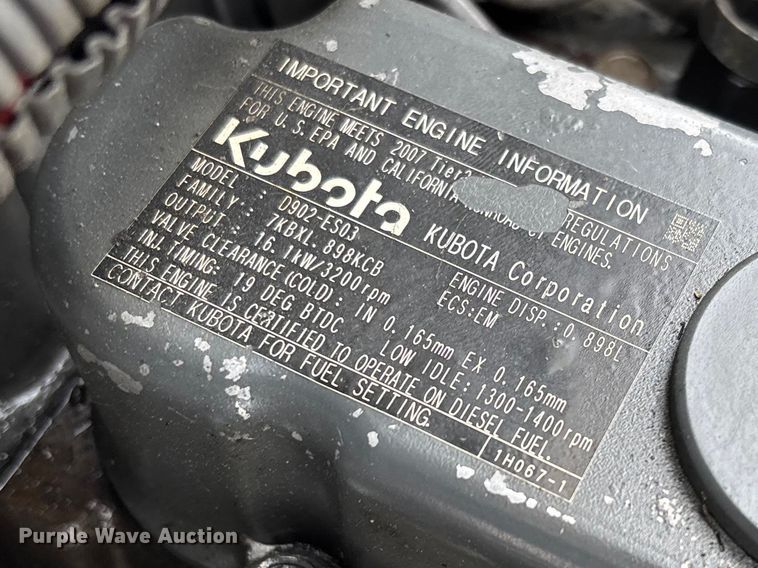 IMPORTANT ENGINE INFORMATION
THIS ENGINE MEETS 2007 Tier2 REGULATIONS
FOR U.S. EPA AND CALIFORNIA ENGINES.
Kubota KUBOTA Corporation
MODEL : D902-ES03
FAMILY : 7KBXL.898KCB ENGINE DISP.:0.898L
OUTPUT : 16.1kW/3200rpm ECS:EM
VALVE CLEARANCE(COLD): IN 0.165mm EX 0.165mm
INJ.TIMING: 19 DEG BTDC LOW IDLE:1300-1400rpm
THIS ENGINE IS CERTIFIED TO OPERATE ON DIESEL FUEL.
CONTACT KUBOTA FOR FUEL SETTING.
1H067-1
Purple Wave Auction